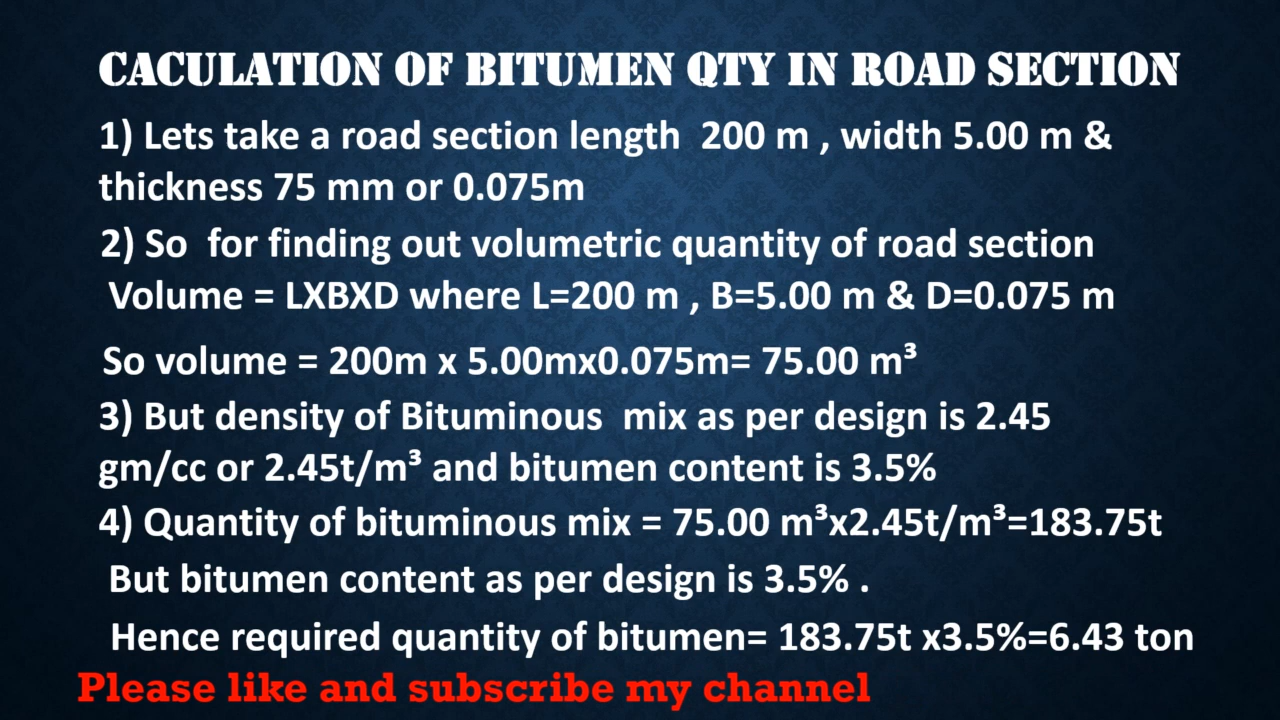 CACULATION OF BITUMEN QTY IN ROAD SECTION
1) Lets take a road section length 200 m , width 5.00 m &
thickness 75 mm or 0.075m
2) So for finding out volumetric quantity of road section
Volume = LXBXD where L=200 m , B=5.00 m & D=0.075 m
So volume = 200m x 5.00mx0.075m= 75.00 m³
3) But density of Bituminous mix as per design is 2.45
gm/cc or 2.45t/m³ and bitumen content is 3.5%
4) Quantity of bituminous mix = 75.00 m³x2.45t/m³=183.75t
But bitumen content as per design is 3.5% .
Hence required quantity of bitumen= 183.75t x3.5%=6.43 ton
Please like and subscribe my channel